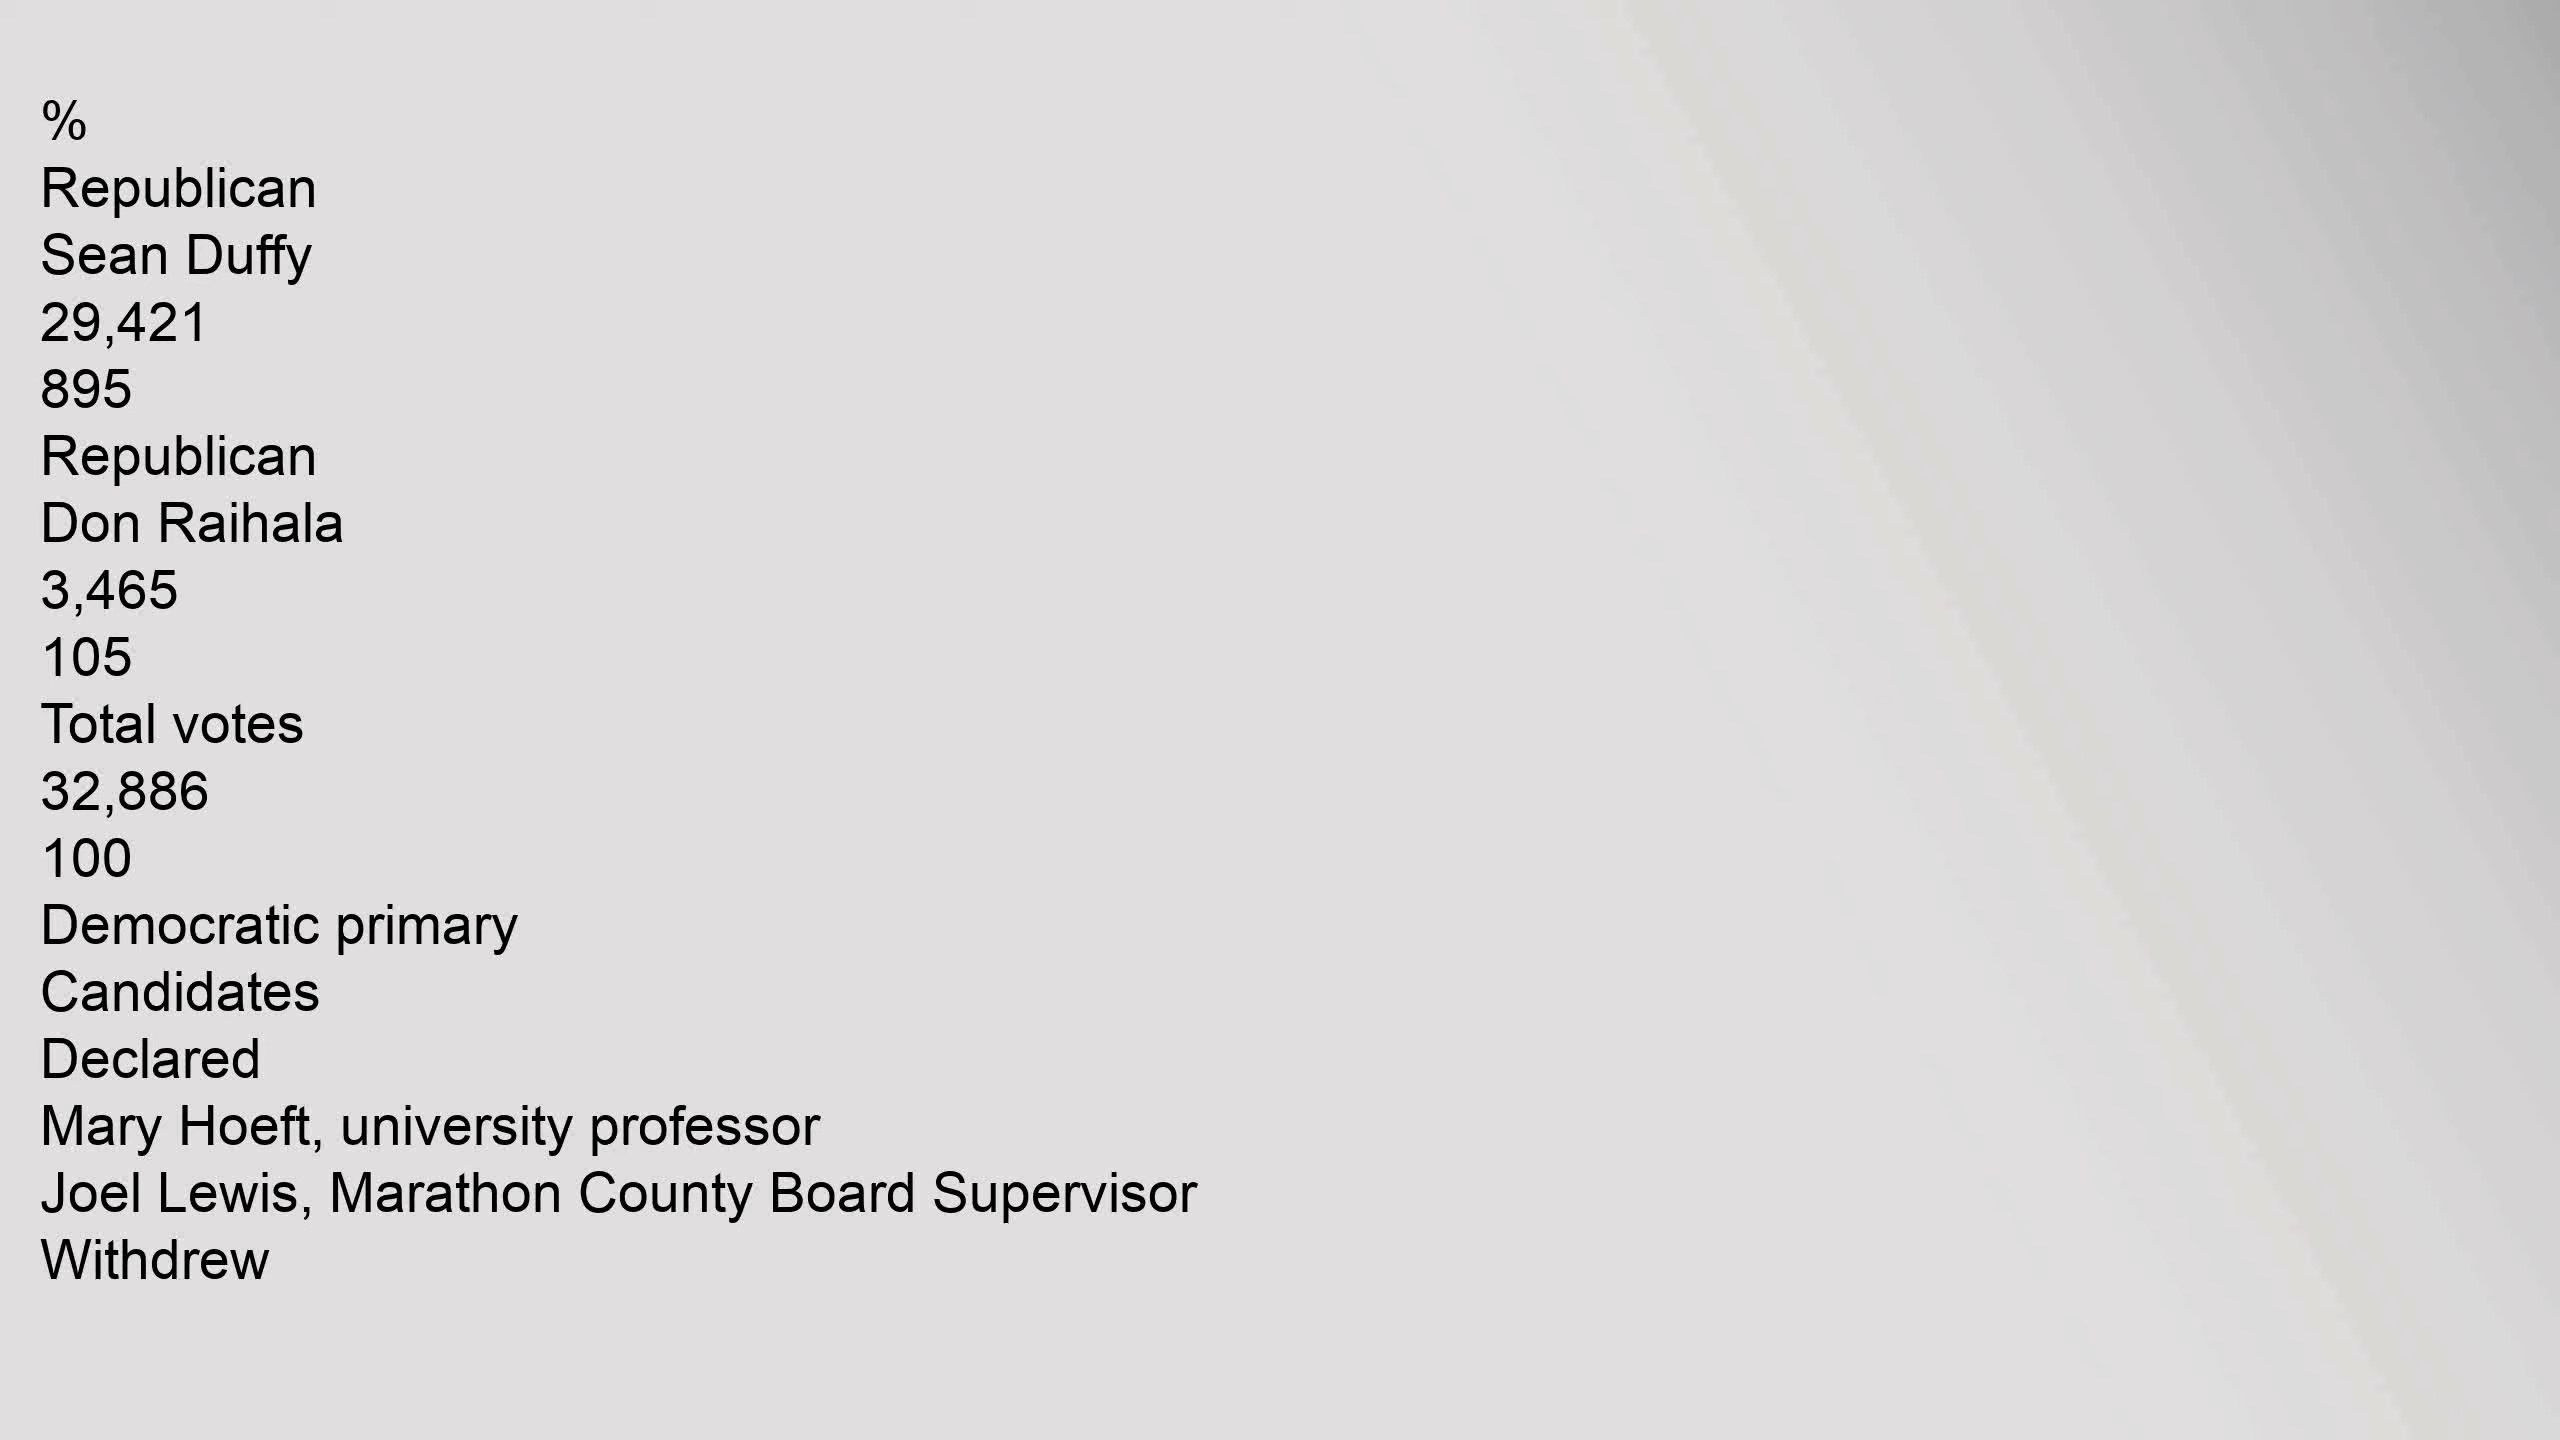 %
Republican
Sean Duffy
29,421
895
Republican
Don Raihala
3,465
105
Total votes
32,886
100
Democratic primary
Candidates
Declared
Mary Hoeft, university professor
Joel Lewis, Marathon County Board Supervisor
Withdrew